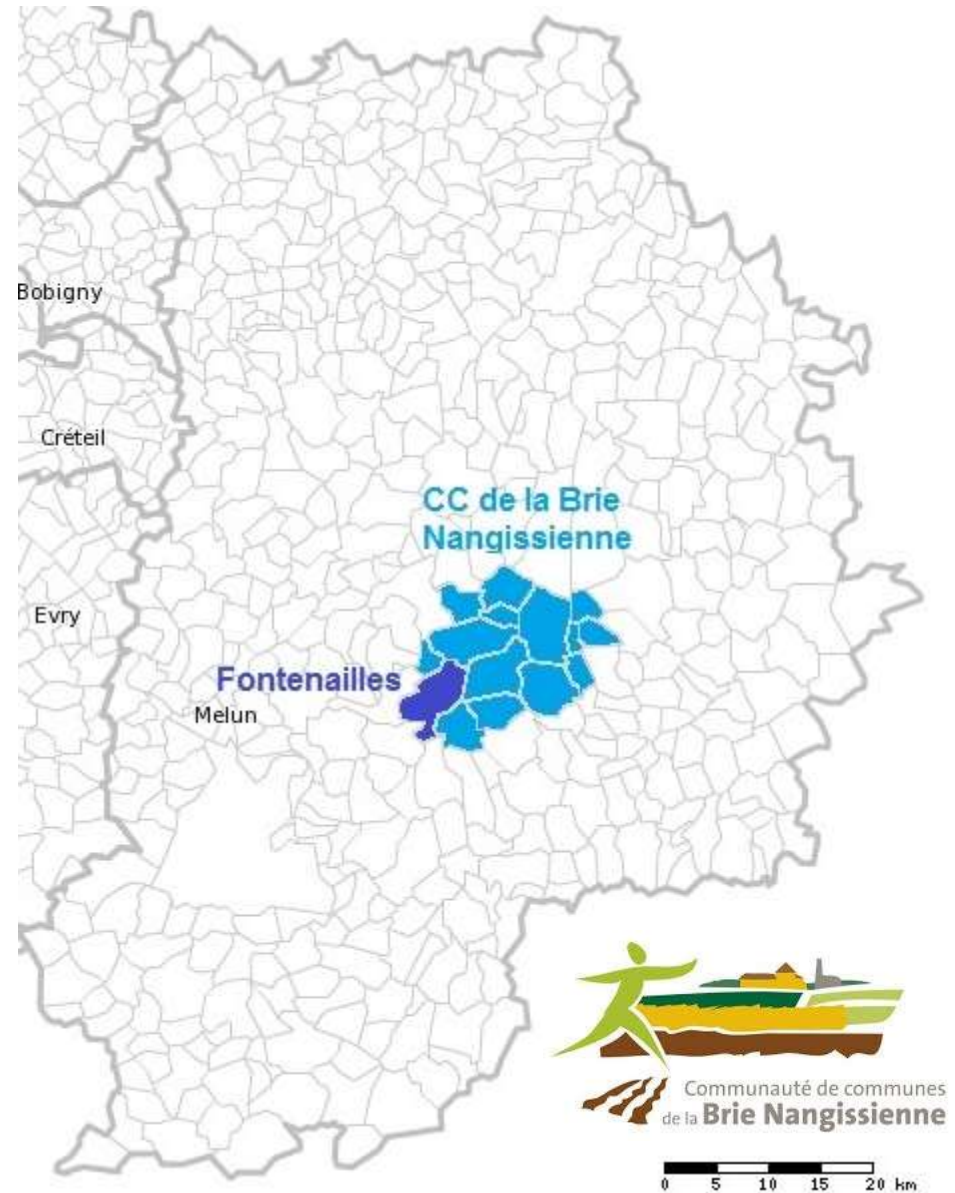 Bobigny
Créteil
CC de la Brie
Nangissienne
Evry
Fontenailles
Melun
Communauté de communes
de la Brie Nangissienne
0 5 10 15 20 km